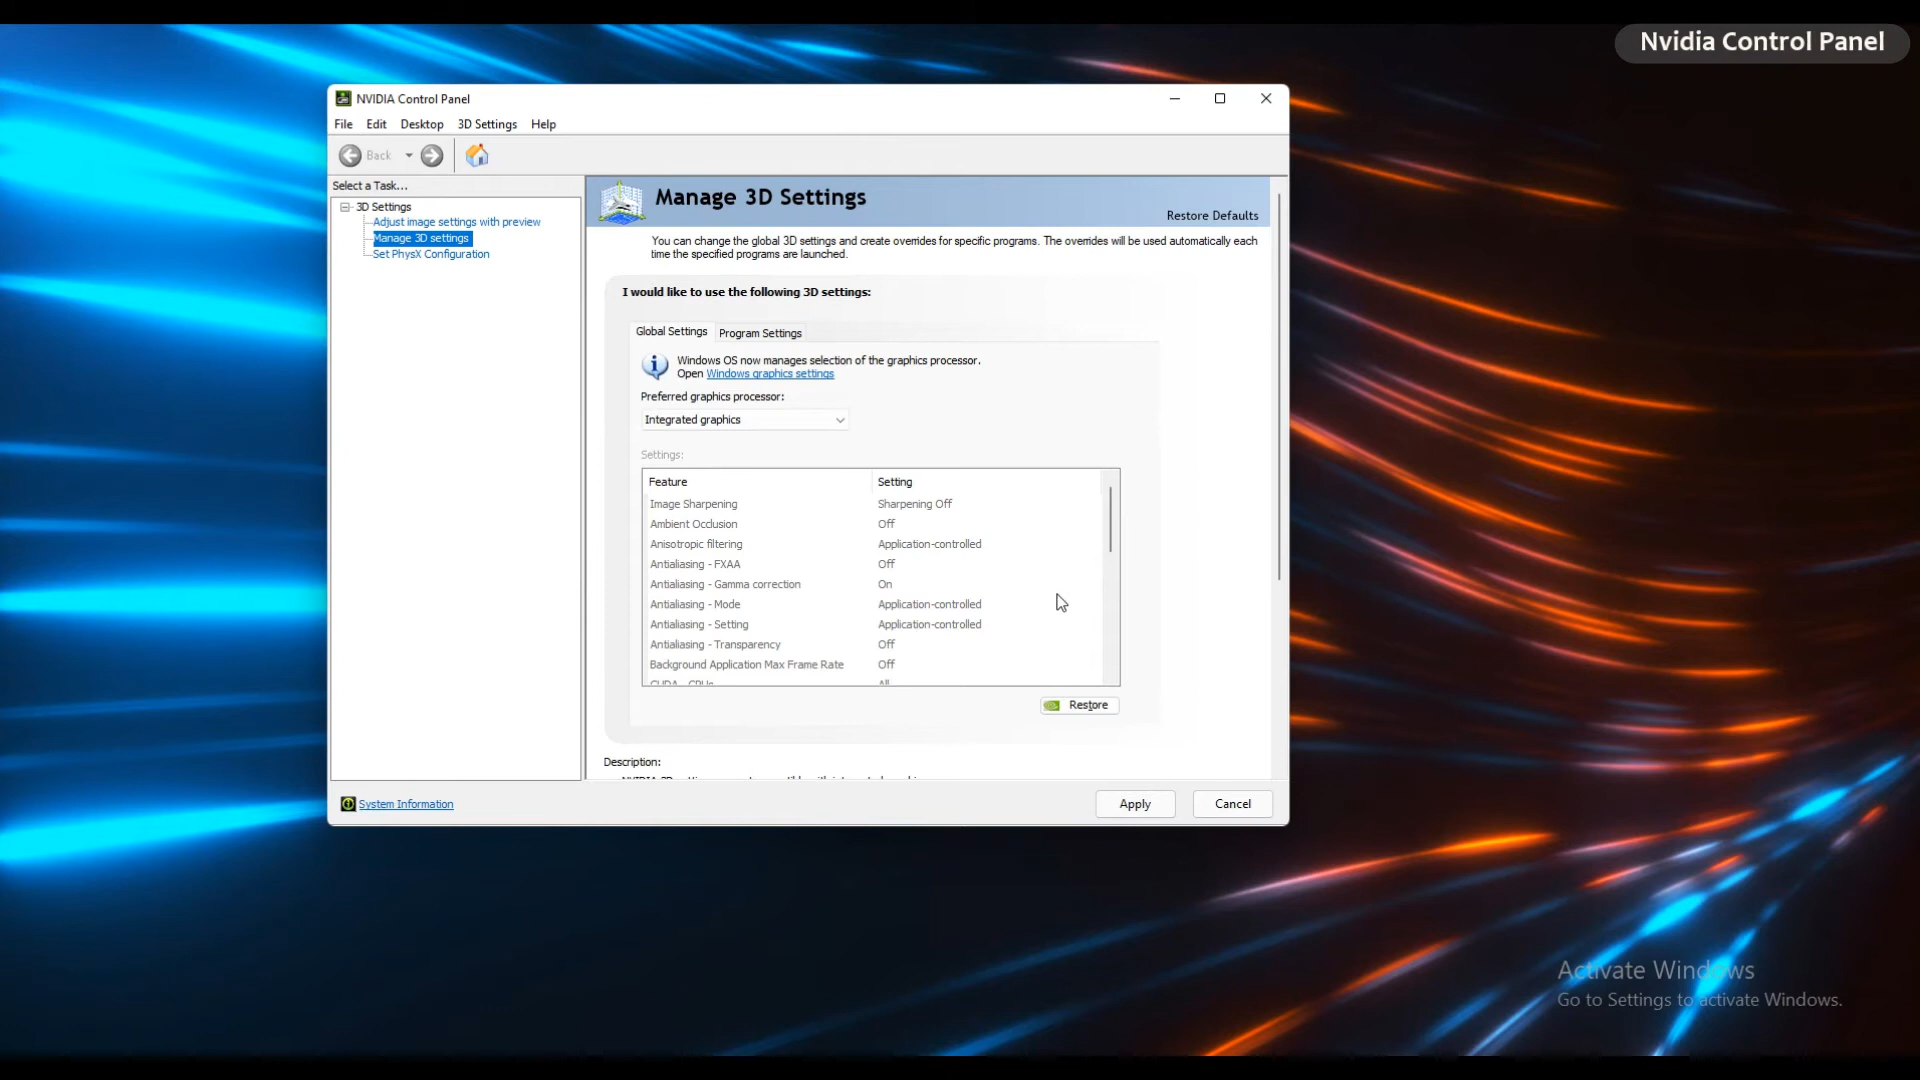 Nvidia Control Panel
NVIDIA Control Panel
File Edit Desktop 3D Settings Help
Back
Select a Task...
3D Settings
Adjust image settings with preview
Manage 3D settings
Set PhysX Configuration
Manage 3D Settings
Restore Defaults
You can change the global 3D settings and create overrides for specific programs. The overrides will be used automatically each
time the specified programs are launched.
I would like to use the following 3D settings:
Global Settings Program Settings
Windows OS now manages selection of the graphics processor.
Open Windows graphics settings
Preferred graphics processor:
Integrated graphics
Settings:
Feature Setting
Image Sharpening Sharpening Off
Ambient Occlusion Off
Anisotropic filtering Application-controlled
Antialiasing - FXAA Off
Antialiasing - Gamma correction On
Antialiasing - Mode Application-controlled
Antialiasing - Setting Application-controlled
Antialiasing - Transparency Off
Background Application Max Frame Rate Off
CUDA - GPUs All
Restore
Description:
System Information
Apply Cancel
Activate Windows
Go to Settings to activate Windows.